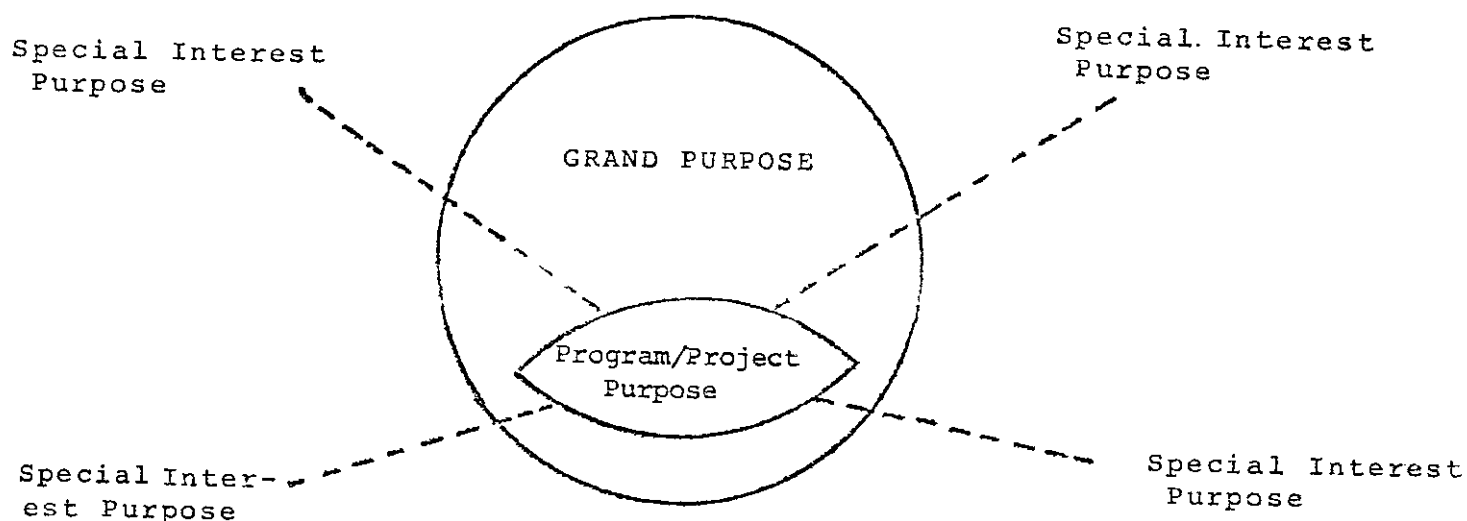 Special Interest
Purpose
Special. Interest
Purpose
GRAND PURPOSE
Program/Project
Purpose
Special Inter-
est Purpose
Special Interest
Purpose